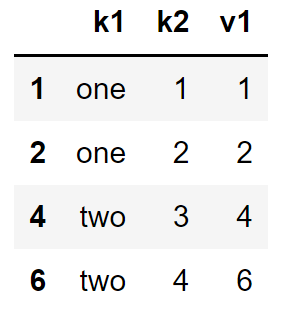 k1 k2 v1
1 one 1 1
2 one 2 2
4 two 3 4
6 two 4 6